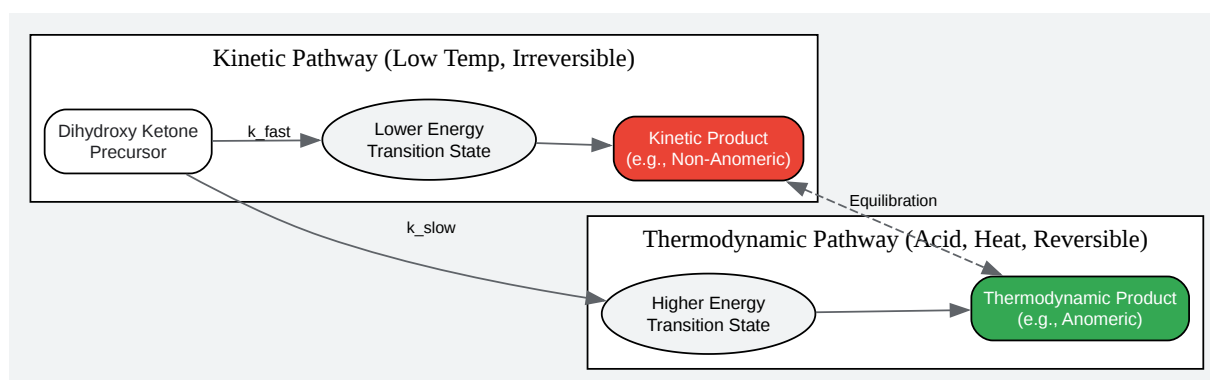 Kinetic Pathway (Low Temp, Irreversible)
Dihydroxy Ketone
Precursor
k_fast
Lower Energy
Transition State
Kinetic Product
(e.g., Non-Anomeric)
Equilibration
k_slow
Thermodynamic Pathway (Acid, Heat, Reversible)
Higher Energy
Transition State
Thermodynamic Product
(e.g., Anomeric)